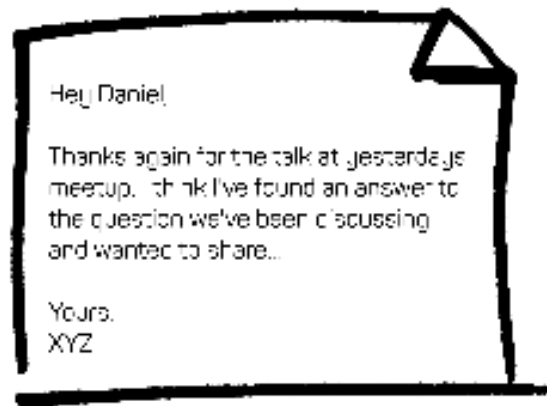 Hey Daniel,
Thanks again for the talk at yesterdays
meetup. I think I've found an answer to
the question we've been discussing
and wanted to share...
Yours,
XYZ